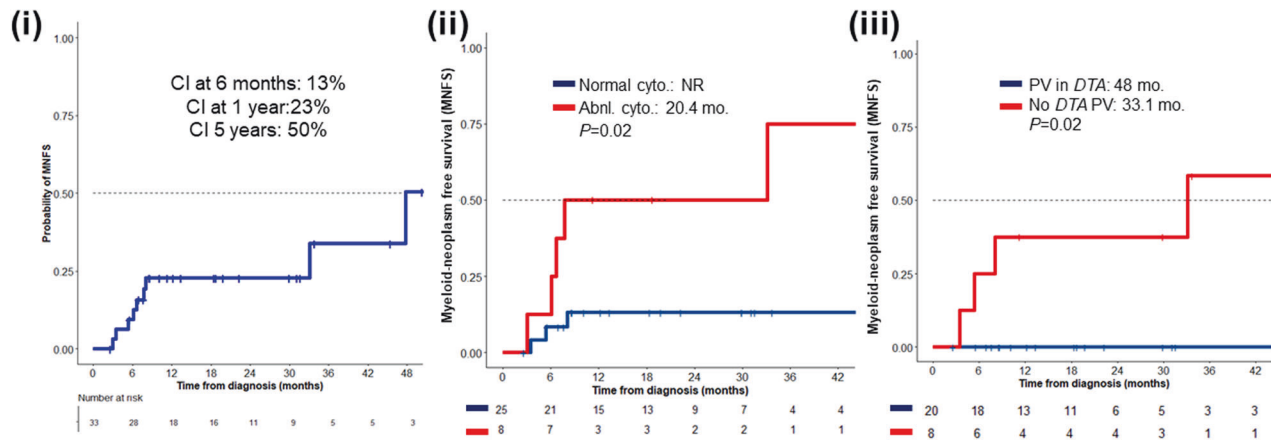 (i)
CI at 6 months: 13%
CI at 1 year:23%
CI 5 years: 50%
Probability of MNFS
1.00
0.75
0.50
0.25
0.00
0 6 12 18 24 30 36 42 48
Time from diagnosis (months)
Number at risk
33 28 18 16 11 9 5 5 3
(ii)
Normal cyto.: NR
Abnl. cyto.: 20.4 mo.
P=0.02
Myeloid-neoplasm free survival (MNFS)
1.00
0.75
0.50
0.25
0.00
0 6 12 18 24 30 36 42
Time from diagnosis (months)
25 21 15 13 9 7 4 4
8 7 3 3 2 2 1 1
(iii)
PV in DTA: 48 mo.
No DTA PV: 33.1 mo.
P=0.02
Myeloid-neoplasm free survival (MNFS)
1.00
0.75
0.50
0.25
0.00
0 6 12 18 24 30 36 42
Time from diagnosis (months)
20 18 13 11 6 5 3 3
8 6 4 4 4 3 1 1